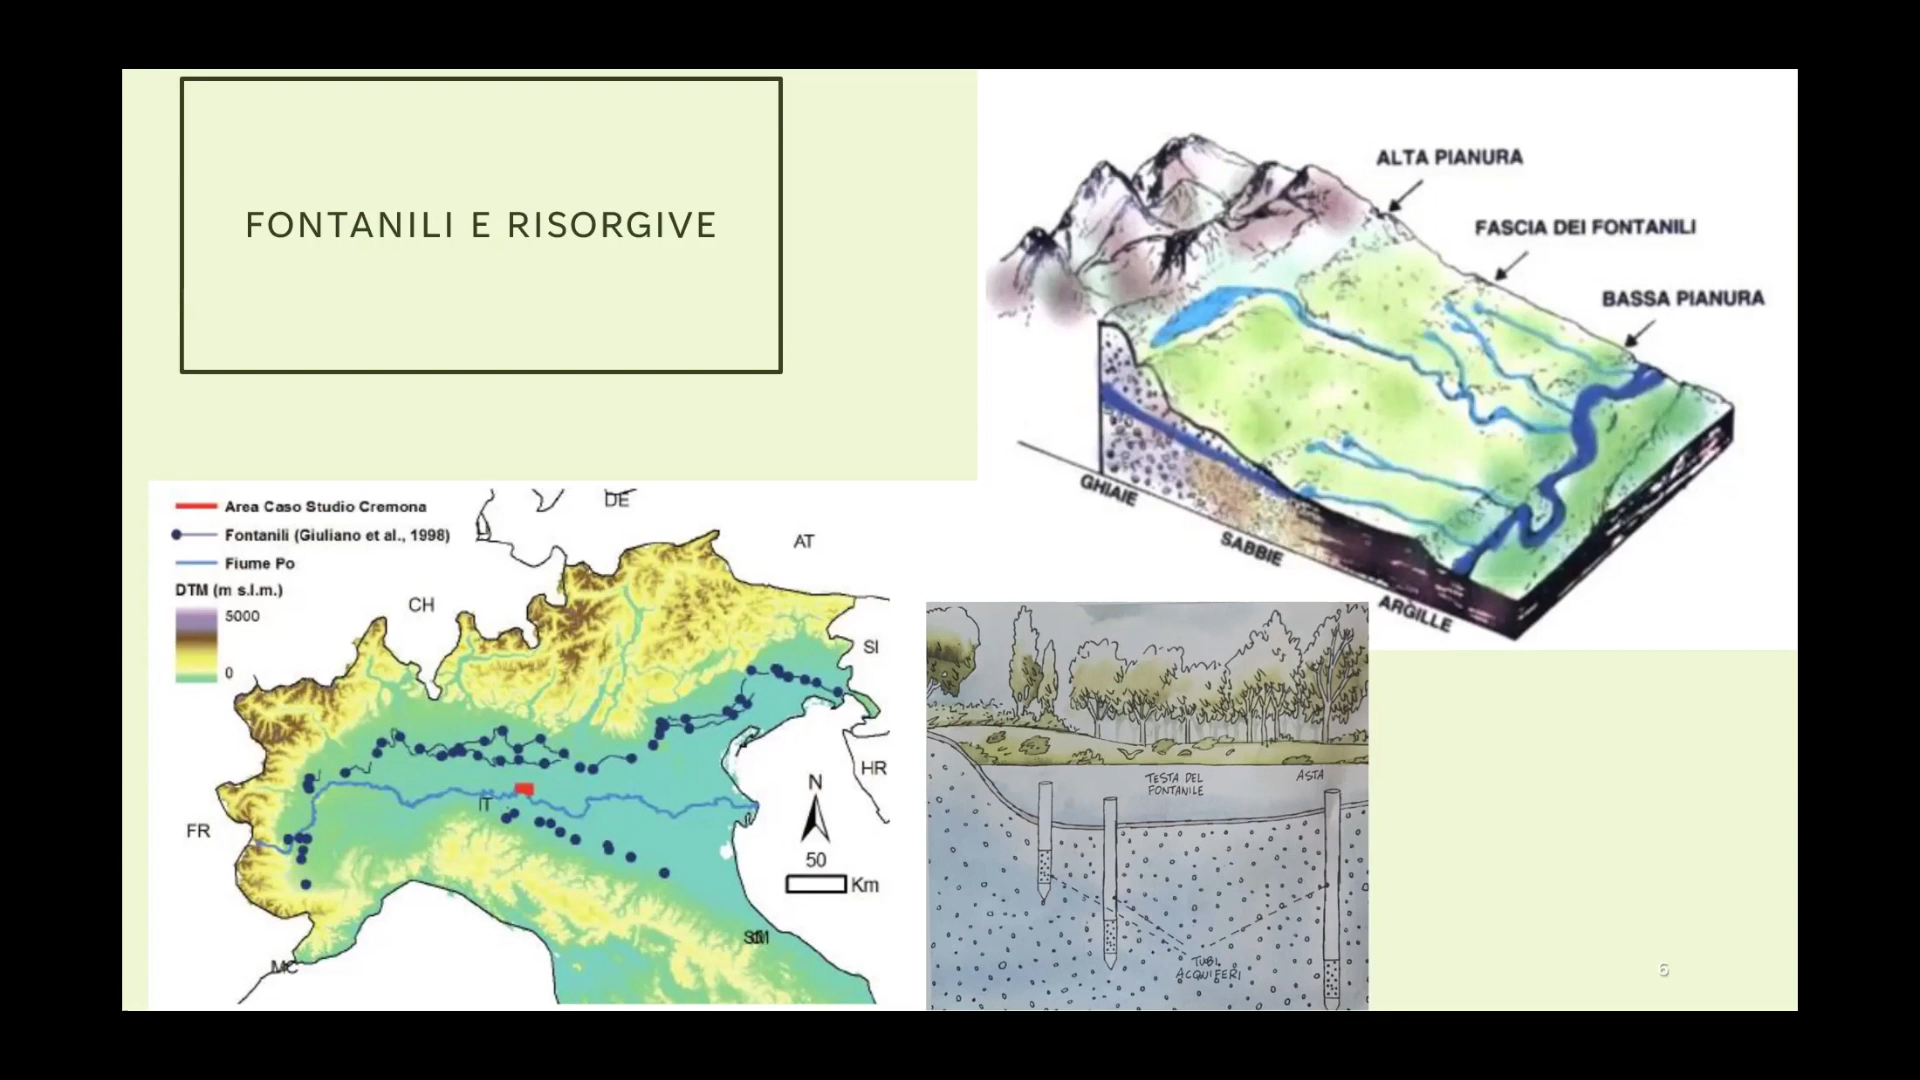 FONTANILI E RISORGIVE
ALTA PIANURA
FASCIA DEI FONTANILI
BASSA PIANURA
GHIAIE
SABBIE
ARGILLE
Area Caso Studio Cremona
Fontanili (Giuliano et al., 1998)
Fiume Po
DTM (m s.l.m.)
5000
0
DE
AT
CH
SI
HR
IT
FR
MC
N
50
Km
TESTA DEL
FONTANILE
ASTA
TUBI
ACQUIFERI
6